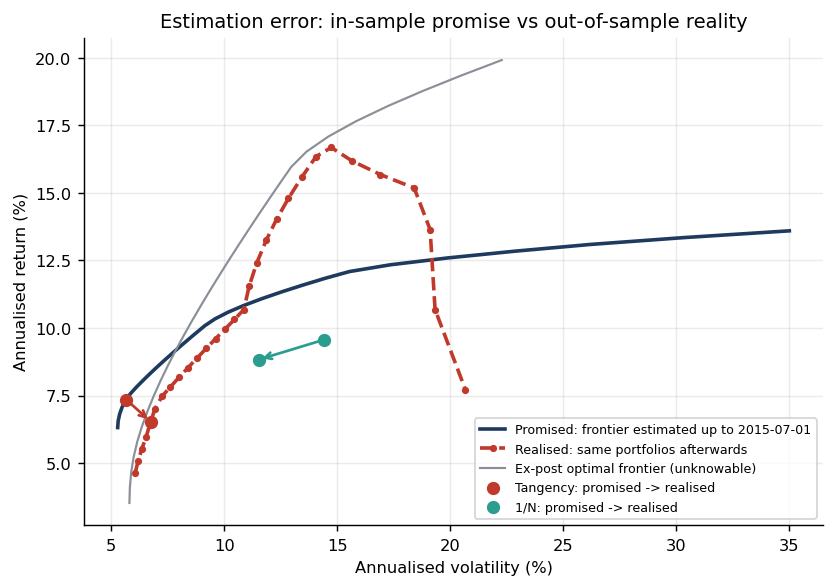 Estimation error: in-sample promise vs out-of-sample reality
20.0
17.5
15.0
12.5
10.0
7.5
5.0
Annualised return (%)
Promised: frontier estimated up to 2015-07-01
Realised: same portfolios afterwards
Ex-post optimal frontier (unknowable)
Tangency: promised -> realised
1/N: promised -> realised
5 10 15 20 25 30 35
Annualised volatility (%)